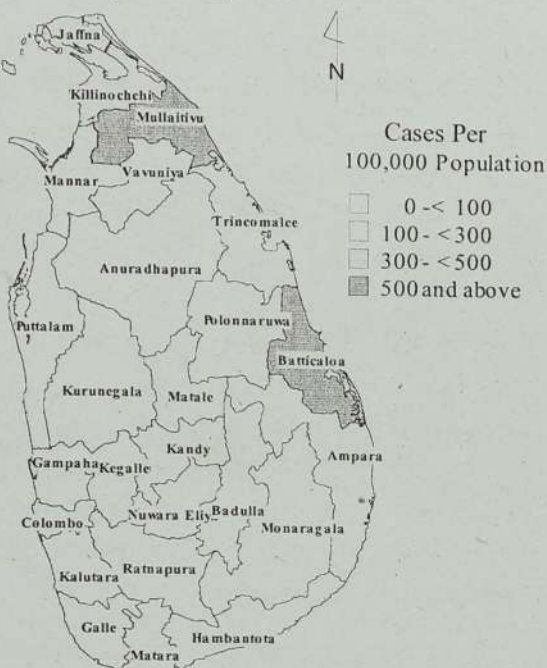 Jaffna
N
Killinochchi
Mullaitivu
Cases Per
100,000 Population
Vavuniya
Mannar
0 -< 100
Trincomalee
100 - <300
300 - <500
Anuradhapura
500 and above
Puttalam
Polonnaruwa
Batticaloa
Kurunegala
Matale
Kandy
Ampara
Gampaha
Kegalle
Nuwara Eliy
Badulla
Colombo
Monaragala
Ratnapura
Kalutara
Galle
Hambantota
Matara